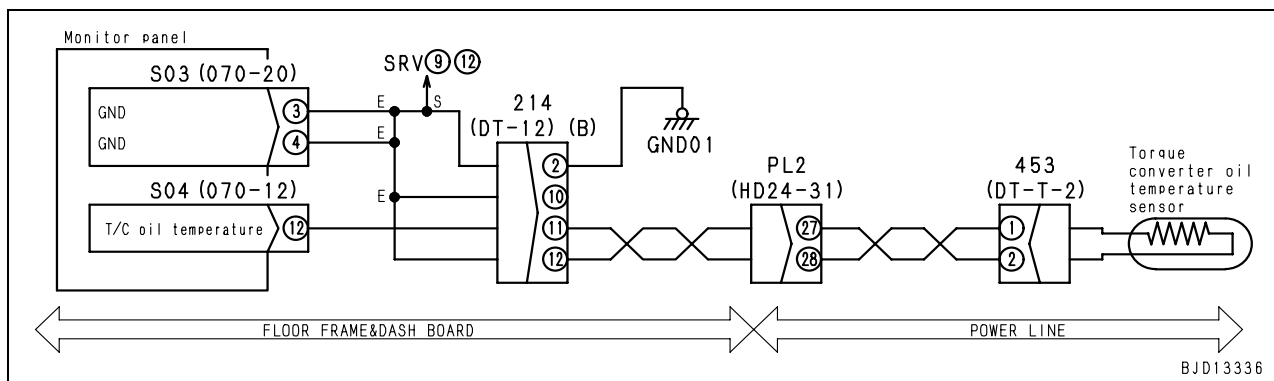 Monitor panel
S03 (070-20)
GND
3
GND
4
S04 (070-12)
T/C oil temperature
12
E
E
E
S
SRV 9 12
214
(DT-12) (B)
2
10
11
12
GND01
PL2
(HD24-31)
27
28
453
(DT-T-2)
1
2
Torque
converter oil
temperature
sensor
FLOOR FRAME&DASH BOARD
POWER LINE
BJD13336